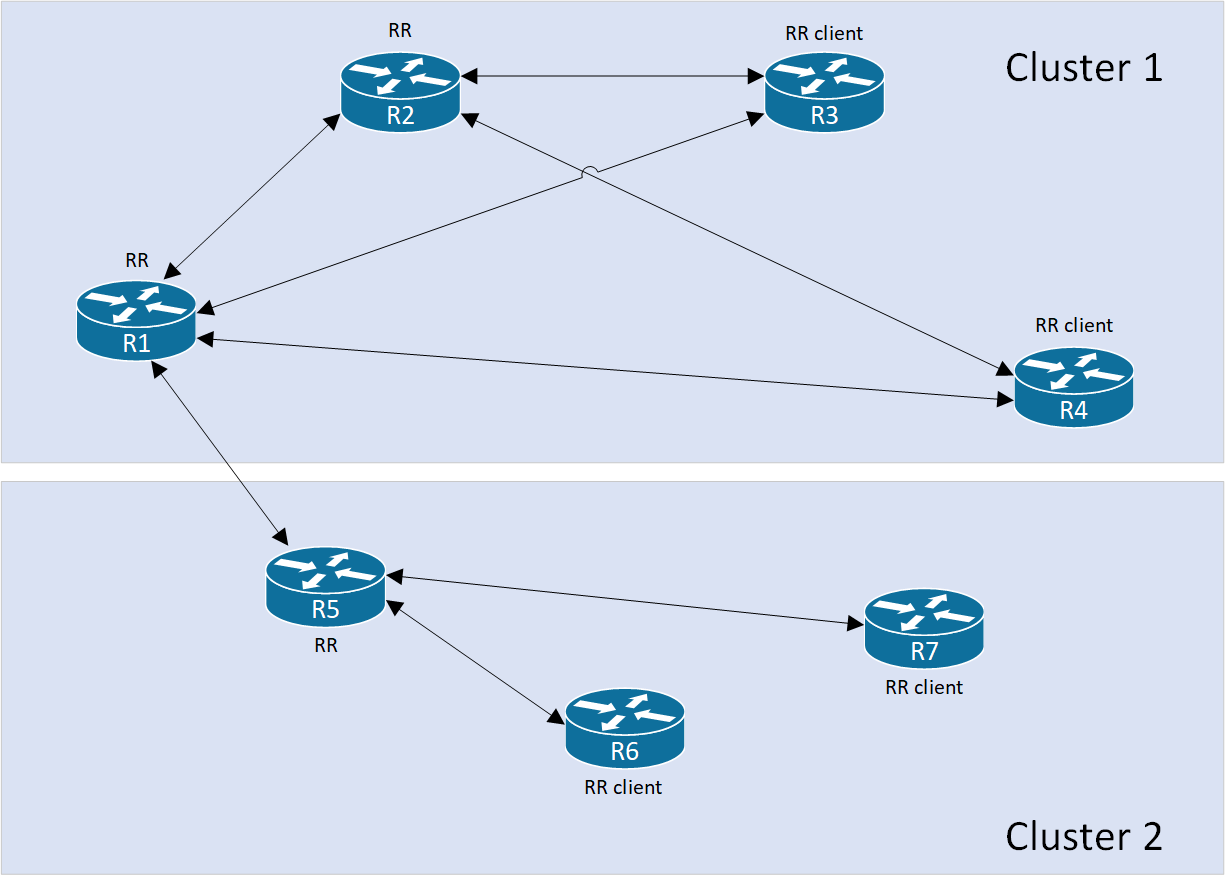 RR
R2
RR client
R3
Cluster 1
RR
R1
RR client
R4
R5
RR
R7
RR client
R6
RR client
Cluster 2